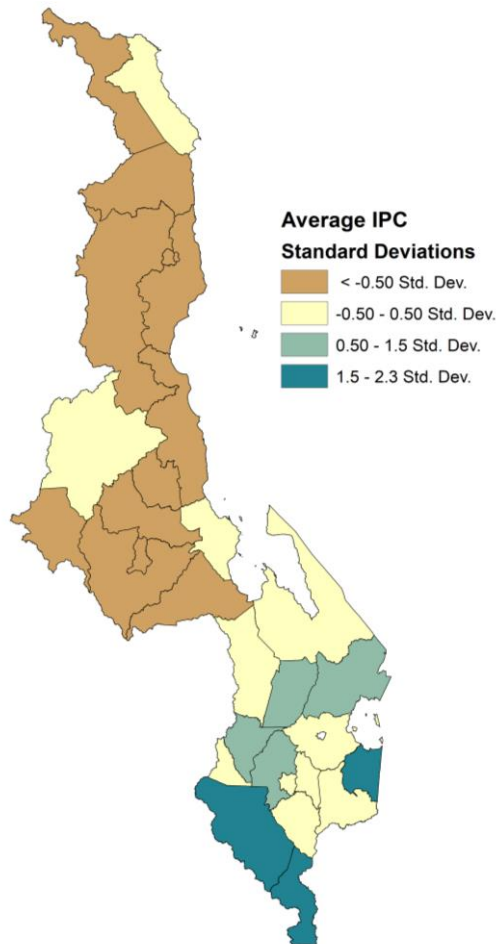 Average IPC
Standard Deviations
< -0.50 Std. Dev.
-0.50 - 0.50 Std. Dev.
0.50 - 1.5 Std. Dev.
1.5 - 2.3 Std. Dev.